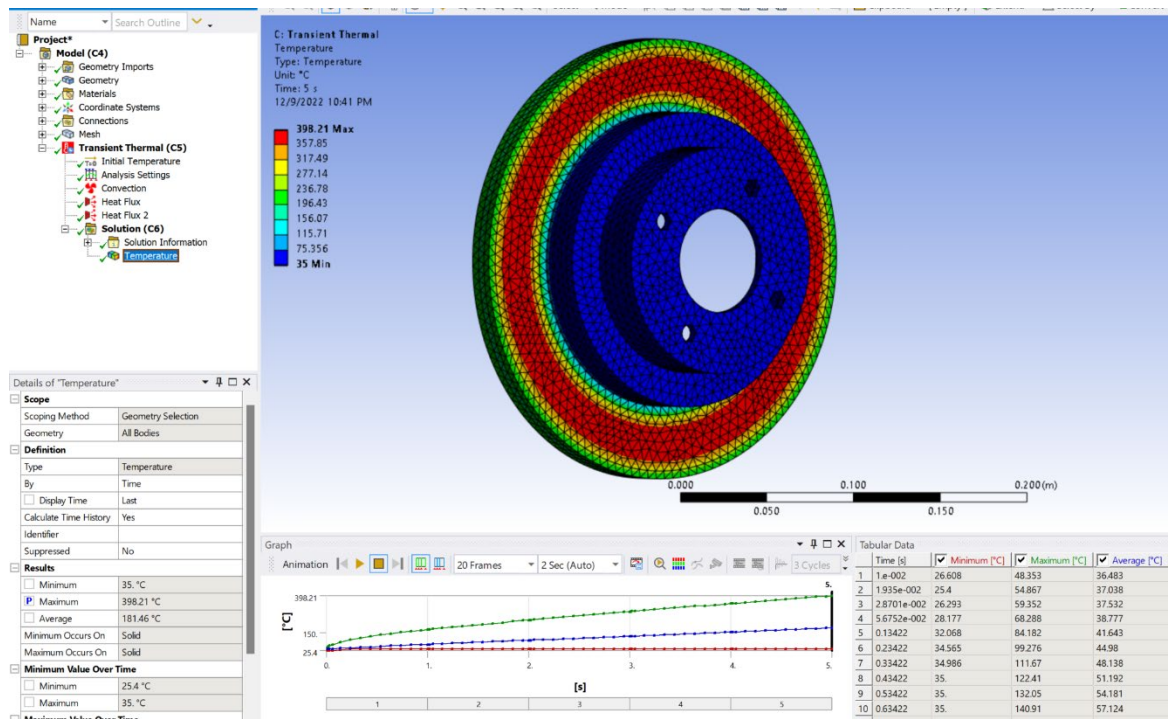 Name Search Outline
Project*
Model (C4)
Geometry Imports
Geometry
Materials
Coordinate Systems
Connections
Mesh
Transient Thermal (C5)
Initial Temperature
Analysis Settings
Convection
Heat Flux
Heat Flux 2
Solution (C6)
Solution Information
Temperature
C: Transient Thermal
Temperature
Type: Temperature
Unit: °C
Time: 5 s
12/9/2022 10:41 PM
398.21 Max
357.85
317.49
277.14
236.78
196.43
156.07
115.71
75.356
35 Min
0.000 0.100 0.200 (m)
0.050 0.150
Details of "Temperature"
Scope
Scoping Method Geometry Selection
Geometry All Bodies
Definition
Type Temperature
By Time
Display Time Last
Calculate Time History Yes
Identifier
Suppressed No
Results
Minimum 35. °C
P Maximum 398.21 °C
Average 181.46 °C
Minimum Occurs On Solid
Maximum Occurs On Solid
Minimum Value Over Time
Minimum 25.4 °C
Maximum 35. °C
Graph
Animation 20 Frames 2 Sec (Auto) 3 Cycles
5.
398.21
[°C]
150.
25.4
0. 1. 2. 3. 4. 5.
[s]
1 2 3 4 5
Tabular Data
Time [s] Minimum [°C] Maximum [°C] Average [°C]
1 1.e-002 26.608 48.353 36.483
2 1.935e-002 25.4 54.867 37.038
3 2.8701e-002 26.293 59.352 37.532
4 5.6752e-002 28.177 68.288 38.777
5 0.13422 32.068 84.182 41.643
6 0.23422 34.565 99.276 44.98
7 0.33422 34.986 111.67 48.138
8 0.43422 35. 122.41 51.192
9 0.53422 35. 132.05 54.181
10 0.63422 35. 140.91 57.124